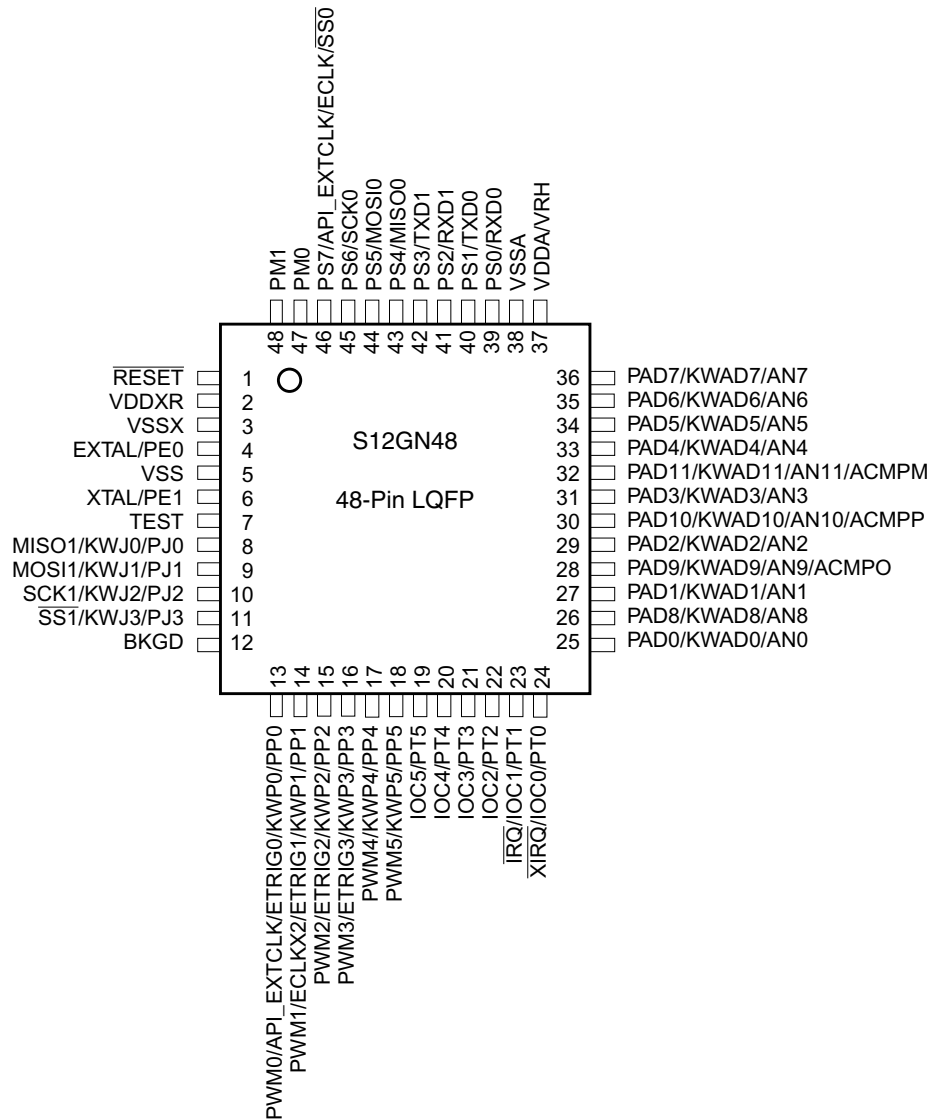 PM1
PM0
PS7/API_EXTCLK/ECLK/SS0
PS6/SCK0
PS5/MOSI0
PS4/MISO0
PS3/TXD1
PS2/RXD1
PS1/TXD0
PS0/RXD0
VSSA
VDDA/VRH
48
47
46
45
44
43
42
41
40
39
38
37
RESET 1
VDDXR 2
VSSX 3
EXTAL/PE0 4
VSS 5
XTAL/PE1 6
TEST 7
MISO1/KWJ0/PJ0 8
MOSI1/KWJ1/PJ1 9
SCK1/KWJ2/PJ2 10
SS1/KWJ3/PJ3 11
BKGD 12
S12GN48
48-Pin LQFP
36 PAD7/KWAD7/AN7
35 PAD6/KWAD6/AN6
34 PAD5/KWAD5/AN5
33 PAD4/KWAD4/AN4
32 PAD11/KWAD11/AN11/ACMPM
31 PAD3/KWAD3/AN3
30 PAD10/KWAD10/AN10/ACMPP
29 PAD2/KWAD2/AN2
28 PAD9/KWAD9/AN9/ACMPO
27 PAD1/KWAD1/AN1
26 PAD8/KWAD8/AN8
25 PAD0/KWAD0/AN0
13
14
15
16
17
18
19
20
21
22
23
24
PWM0/API_EXTCLK/ETRIG0/KWP0/PP0
PWM1/ECLKX2/ETRIG1/KWP1/PP1
PWM2/ETRIG2/KWP2/PP2
PWM3/ETRIG3/KWP3/PP3
PWM4/KWP4/PP4
PWM5/KWP5/PP5
IOC5/PT5
IOC4/PT4
IOC3/PT3
IOC2/PT2
IRQ/IOC1/PT1
XIRQ/IOC0/PT0